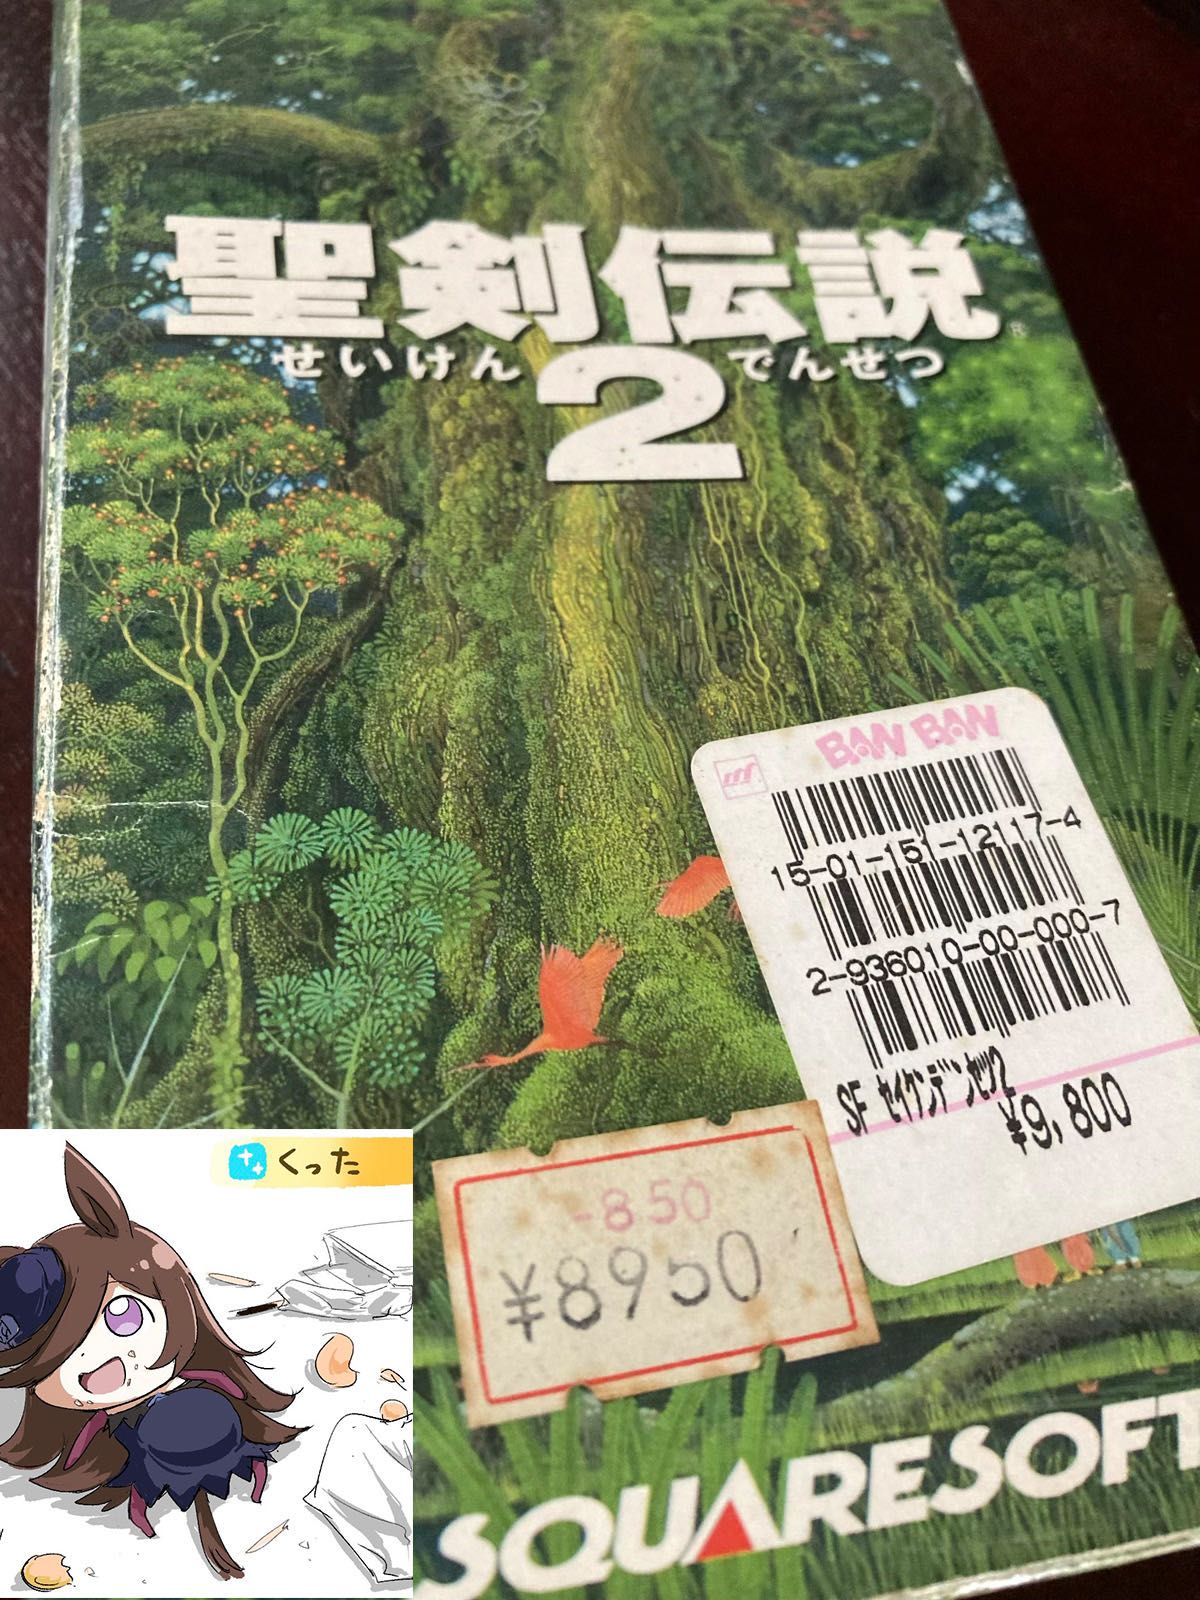 聖剣伝説
せいけん
2
でんせつ
BAN BAN
15-01-151-12117-4
2-936010-00-000-7
SF セイケンデンセツ2
¥9,800
-850
¥8950
くった
SQUARESOFT